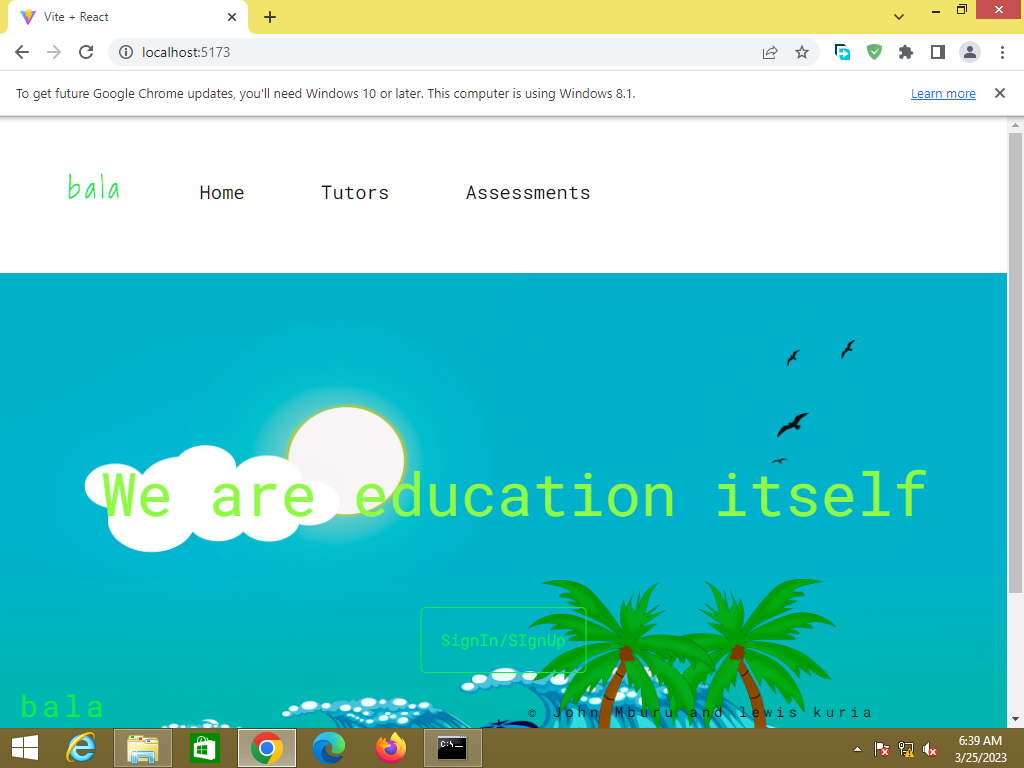 Vite + React
localhost:5173
To get future Google Chrome updates, you'll need Windows 10 or later. This computer is using Windows 8.1.
Learn more
bala
Home
Tutors
Assessments
We are education itself
SignIn/SIgnUp
bala
© John Mburu and lewis kuria
C:\_
6:39 AM
3/25/2023